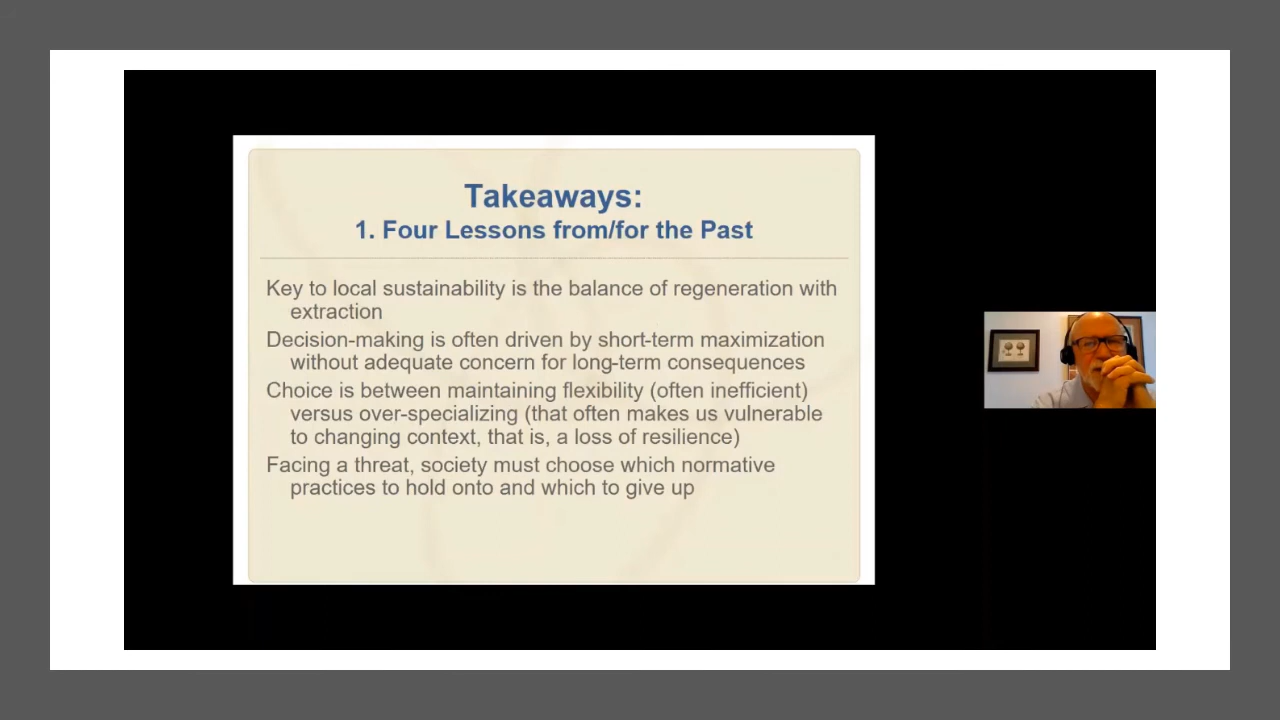 Takeaways:
1. Four Lessons from/for the Past
Key to local sustainability is the balance of regeneration with
extraction
Decision-making is often driven by short-term maximization
without adequate concern for long-term consequences
Choice is between maintaining flexibility (often inefficient)
versus over-specializing (that often makes us vulnerable
to changing context, that is, a loss of resilience)
Facing a threat, society must choose which normative
practices to hold onto and which to give up